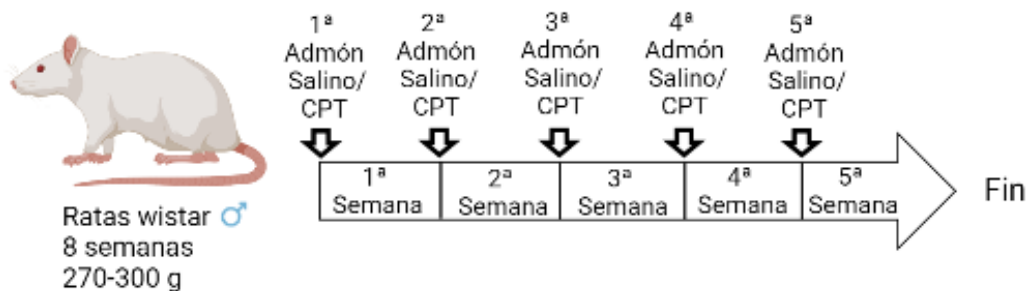 1ª
Admón
Salino/
CPT
2ª
Admón
Salino/
CPT
3ª
Admón
Salino/
CPT
4ª
Admón
Salino/
CPT
5ª
Admón
Salino/
CPT
1ª
Semana
2ª
Semana
3ª
Semana
4ª
Semana
5ª
Semana
Fin
Ratas wistar ♂
8 semanas
270-300 g